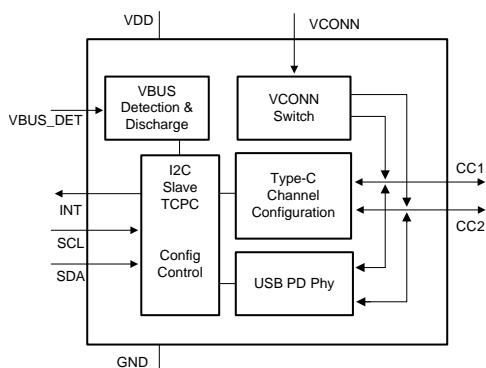 VDD
VCONN
VBUS
Detection &
Discharge
VCONN
Switch
VBUS_DET
I2C
Slave
TCPC
Type-C
Channel
Configuration
CC1
INT
CC2
SCL
Config
Control
SDA
USB PD Phy
GND